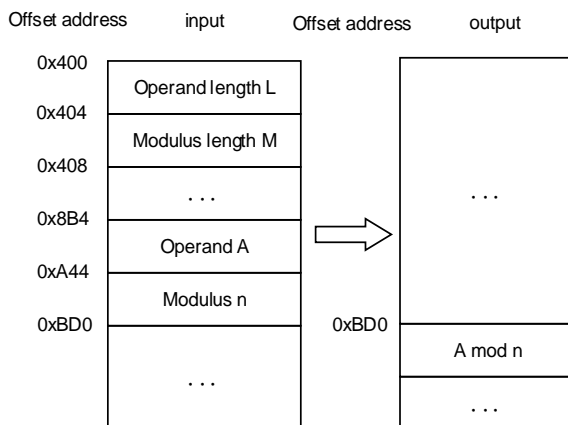 Offset address input Offset address output
0x400
Operand length L
0x404
Modulus length M
0x408
...
0x8B4
Operand A
0xA44
Modulus n
0xBD0
...
...
0xBD0
A mod n
...